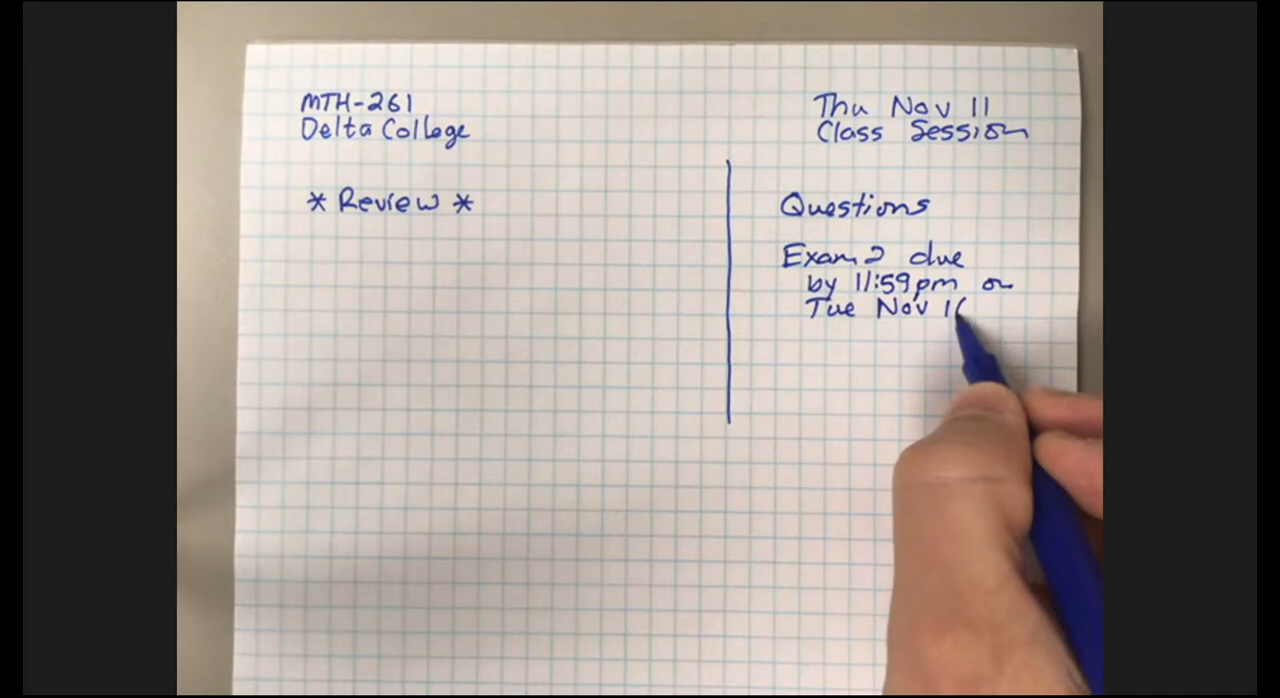 MTH-261
Delta College
Thu Nov 11
Class Session
* Review *
Questions
Exam 2 due
by 11:59pm on
Tue Nov